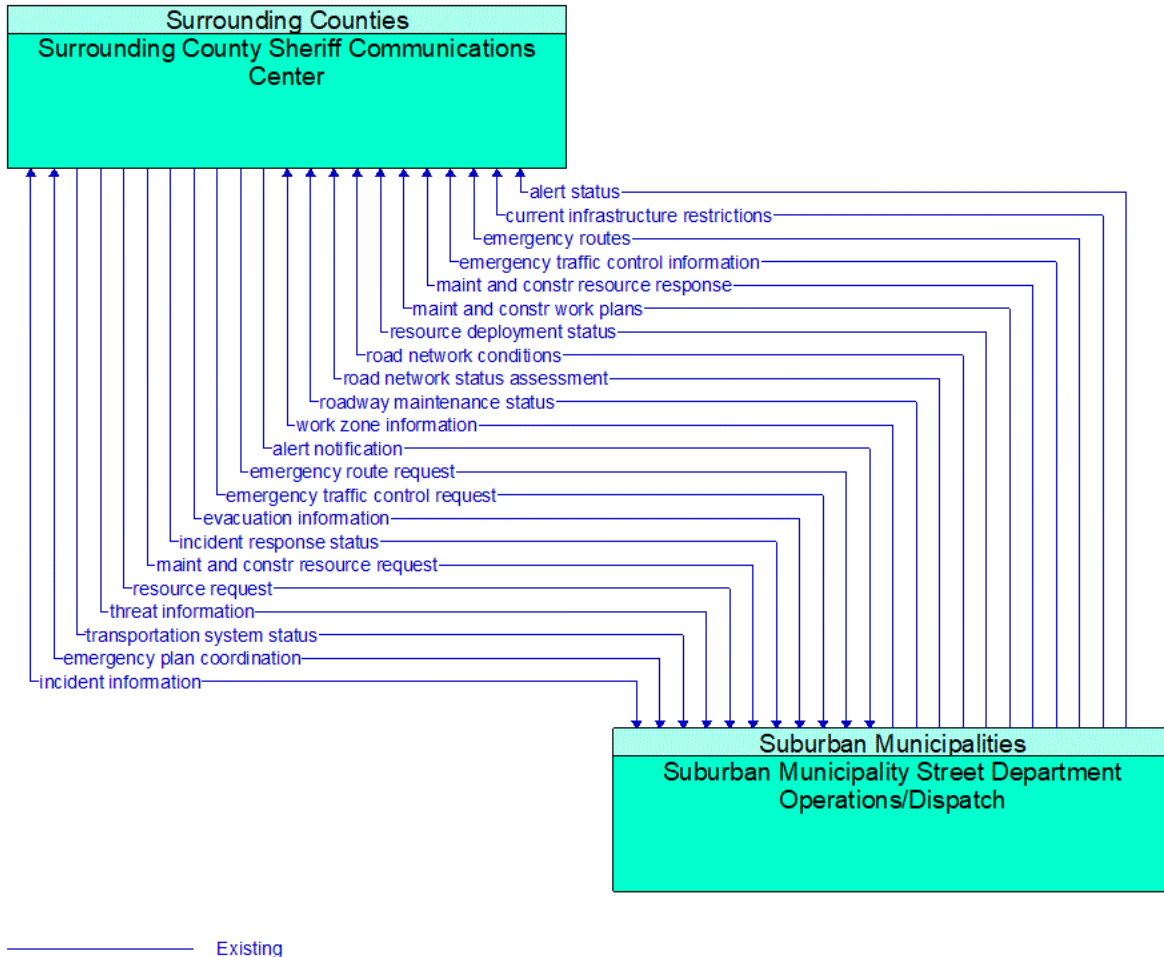 Surrounding Counties
Surrounding County Sheriff Communications
Center
alert status
current infrastructure restrictions
emergency routes
emergency traffic control information
maint and constr resource response
maint and constr work plans
resource deployment status
road network conditions
road network status assessment
roadway maintenance status
work zone information
alert notification
emergency route request
emergency traffic control request
evacuation information
incident response status
maint and constr resource request
resource request
threat information
transportation system status
emergency plan coordination
incident information
Suburban Municipalities
Suburban Municipality Street Department
Operations/Dispatch
Existing